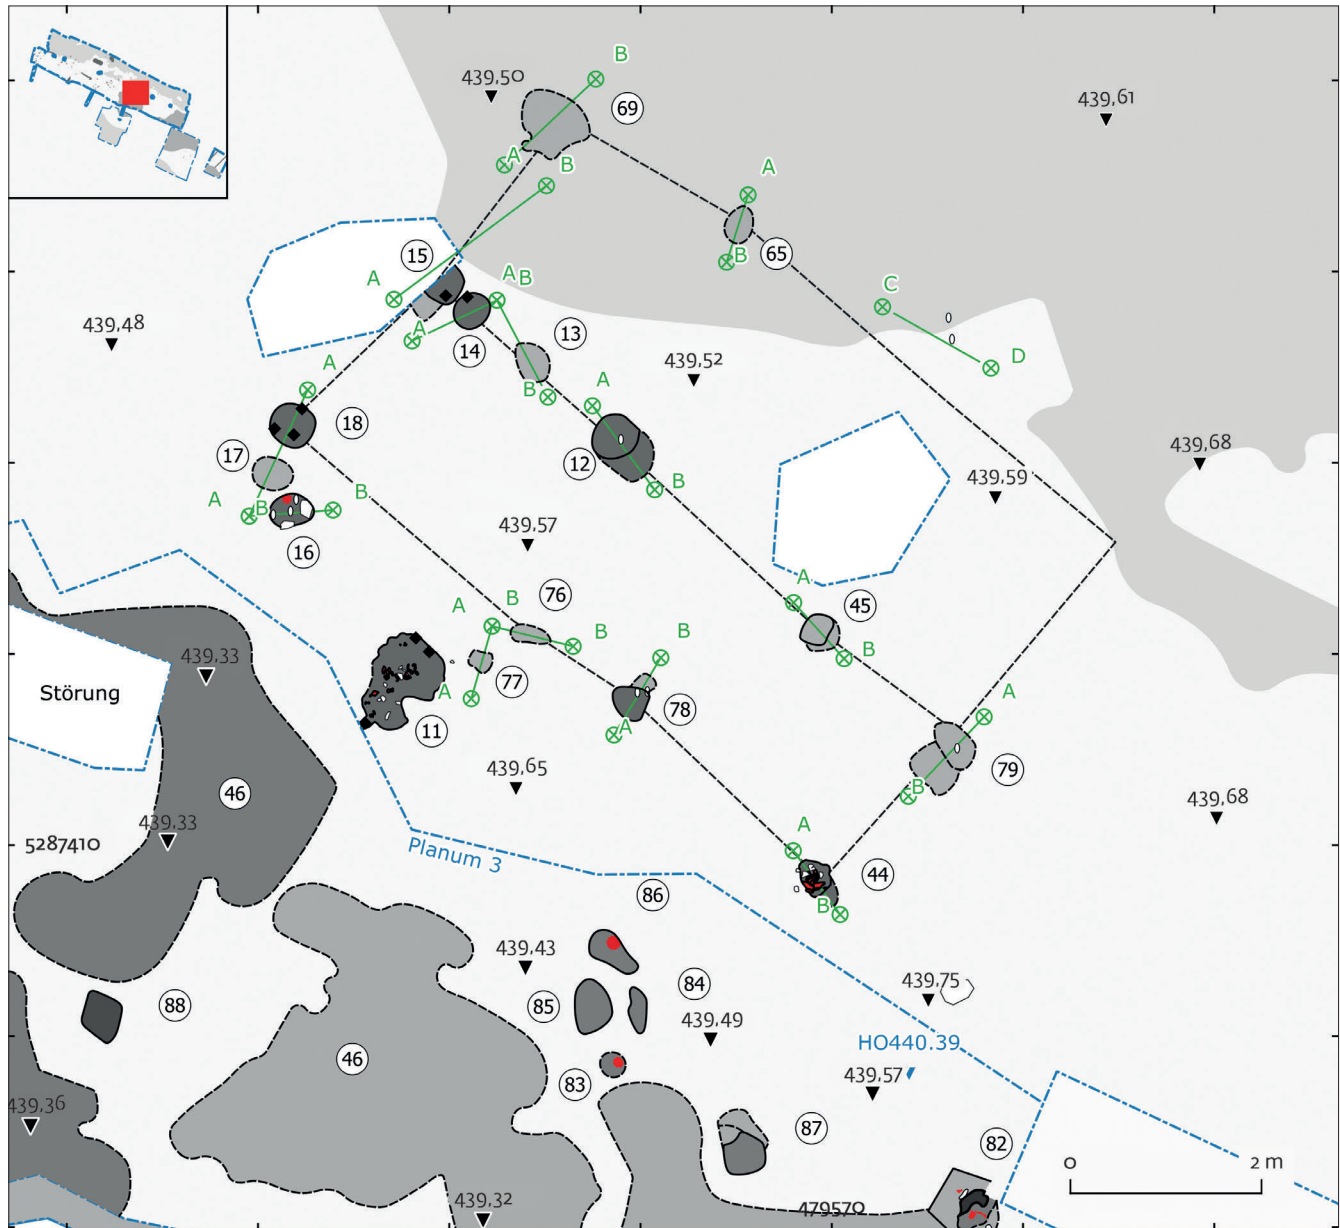 B
439,50
69
439,61
A
B
A
15
65
B
A
A B
C
439,48
A
14
13
439,52
D
A
B
A
18
17
12
B
439,68
A
B
B
439,59
16
439,57
A
45
A
B
76
B
B
B
439,33
77
A
78
A
A
Störung
11
79
439,65
B
46
439,68
439,33
A
5287410
Planum 3
44
86
B
439,43
439,75
84
88
85
439,49
HO440.39
46
439,57
83
439,36
87
82
0 2 m
439,32
479570